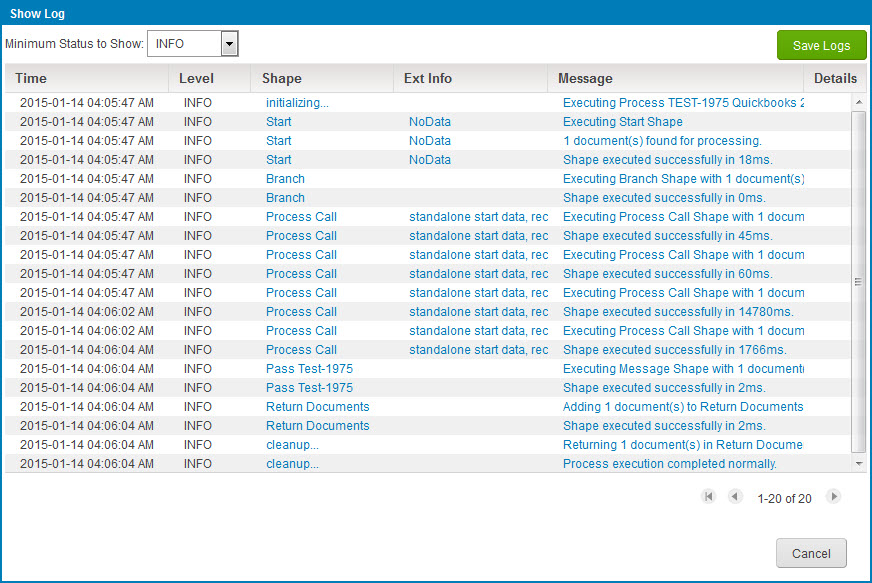 Show Log
Minimum Status to Show: INFO Save Logs
Time Level Shape Ext Info Message Details
2015-01-14 04:05:47 AM INFO initializing... Executing Process TEST-1975 Quickbooks 2
2015-01-14 04:05:47 AM INFO Start NoData Executing Start Shape
2015-01-14 04:05:47 AM INFO Start NoData 1 document(s) found for processing.
2015-01-14 04:05:47 AM INFO Start NoData Shape executed successfully in 18ms.
2015-01-14 04:05:47 AM INFO Branch Executing Branch Shape with 1 document(s)
2015-01-14 04:05:47 AM INFO Branch Shape executed successfully in 0ms.
2015-01-14 04:05:47 AM INFO Process Call standalone start data, rec Executing Process Call Shape with 1 docum
2015-01-14 04:05:47 AM INFO Process Call standalone start data, rec Shape executed successfully in 45ms.
2015-01-14 04:05:47 AM INFO Process Call standalone start data, rec Executing Process Call Shape with 1 docum
2015-01-14 04:05:47 AM INFO Process Call standalone start data, rec Shape executed successfully in 60ms.
2015-01-14 04:05:47 AM INFO Process Call standalone start data, rec Executing Process Call Shape with 1 docum
2015-01-14 04:06:02 AM INFO Process Call standalone start data, rec Shape executed successfully in 14780ms.
2015-01-14 04:06:02 AM INFO Process Call standalone start data, rec Executing Process Call Shape with 1 docum
2015-01-14 04:06:04 AM INFO Process Call standalone start data, rec Shape executed successfully in 1766ms.
2015-01-14 04:06:04 AM INFO Pass Test-1975 Executing Message Shape with 1 document(
2015-01-14 04:06:04 AM INFO Pass Test-1975 Shape executed successfully in 2ms.
2015-01-14 04:06:04 AM INFO Return Documents Adding 1 document(s) to Return Documents
2015-01-14 04:06:04 AM INFO Return Documents Shape executed successfully in 2ms.
2015-01-14 04:06:04 AM INFO cleanup... Returning 1 document(s) in Return Docume
2015-01-14 04:06:04 AM INFO cleanup... Process execution completed normally.
1-20 of 20
Cancel